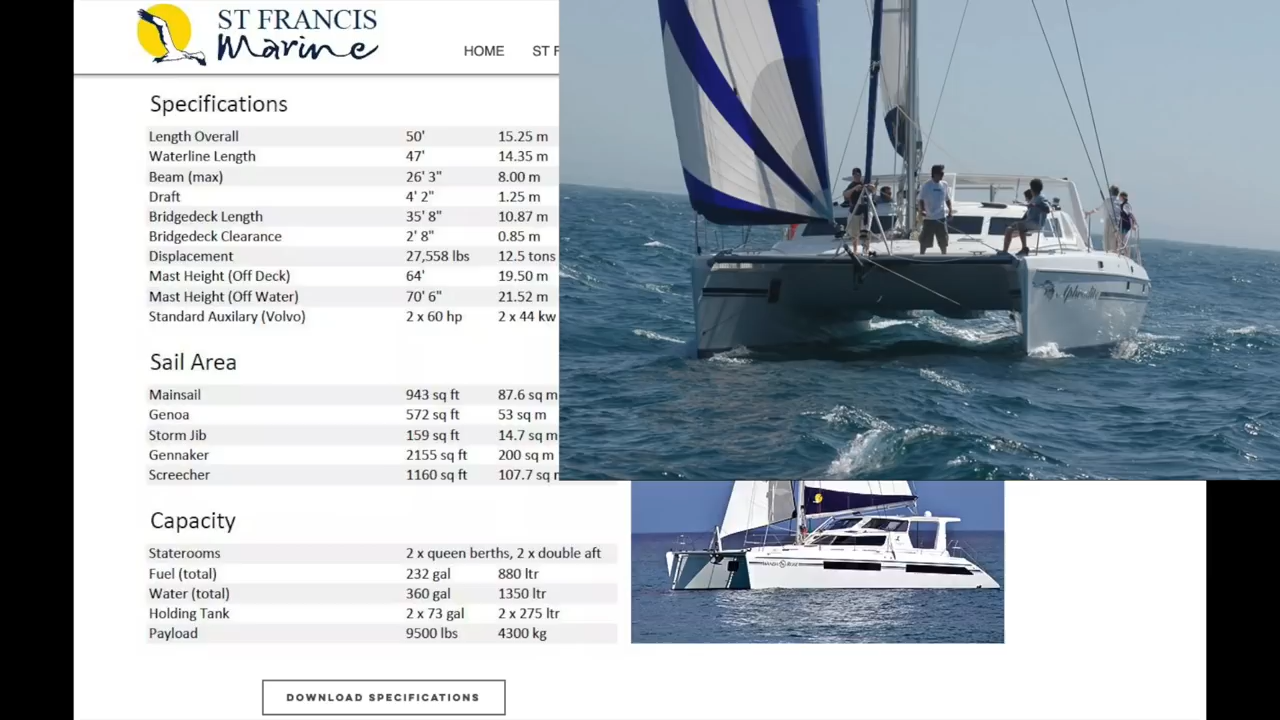 ST FRANCIS
Marine
HOME ST F
Specifications
Length Overall 50' 15.25 m
Waterline Length 47' 14.35 m
Beam (max) 26' 3" 8.00 m
Draft 4' 2" 1.25 m
Bridgedeck Length 35' 8" 10.87 m
Bridgedeck Clearance 2' 8" 0.85 m
Displacement 27,558 lbs 12.5 tons
Mast Height (Off Deck) 64' 19.50 m
Mast Height (Off Water) 70' 6" 21.52 m
Standard Auxilary (Volvo) 2 x 60 hp 2 x 44 kw
Sail Area
Mainsail 943 sq ft 87.6 sq m
Genoa 572 sq ft 53 sq m
Storm Jib 159 sq ft 14.7 sq m
Gennaker 2155 sq ft 200 sq m
Screecher 1160 sq ft 107.7 sq
Capacity
Staterooms 2 x queen berths, 2 x double aft
Fuel (total) 232 gal 880 ltr
Water (total) 360 gal 1350 ltr
Holding Tank 2 x 73 gal 2 x 275 ltr
Payload 9500 lbs 4300 kg
DOWNLOAD SPECIFICATIONS